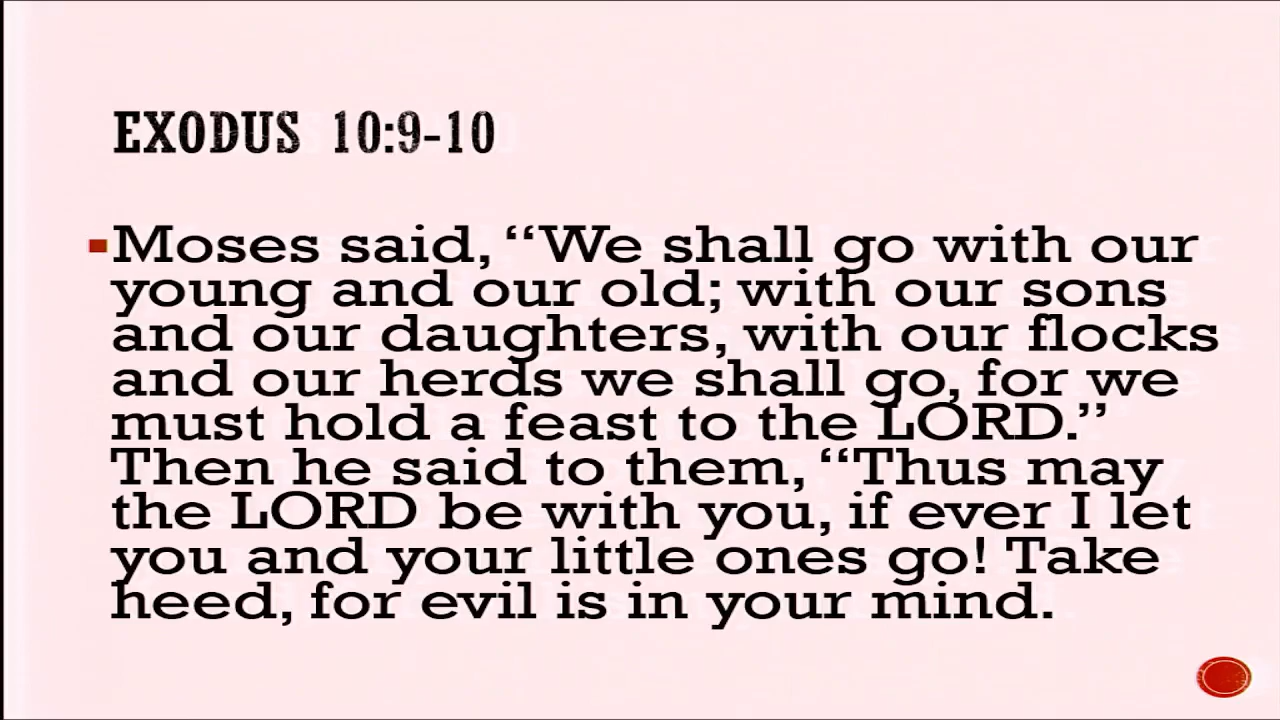 EXODUS 10:9-10
▪Moses said, “We shall go with our
young and our old; with our sons
and our daughters, with our flocks
and our herds we shall go, for we
must hold a feast to the LORD.”
Then he said to them, “Thus may
the LORD be with you, if ever I let
you and your little ones go! Take
heed, for evil is in your mind.